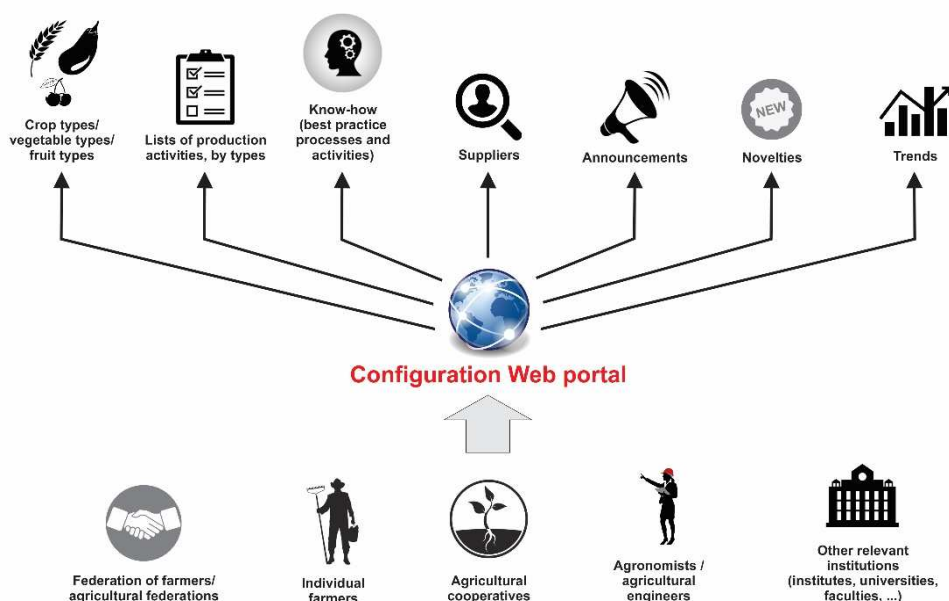 Crop types/
vegetable types/
fruit types
Lists of production
activities, by types
Know-how
(best practice
processes and
activities)
Suppliers
Announcements
NEW
Novelties
Trends
Configuration Web portal
Federation of farmers/
agricultural federations
Individual
farmers
Agricultural
cooperatives
Agronomists /
agricultural
engineers
Other relevant
institutions
(institutes, universities,
faculties, ...)